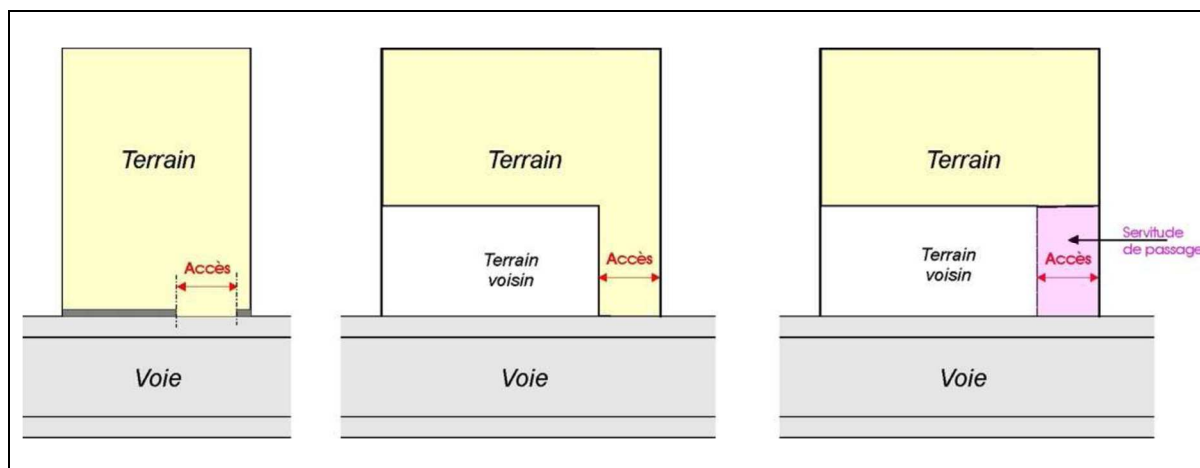 Terrain
Accès
Voie
Terrain
Terrain
voisin
Accès
Voie
Terrain
Terrain
voisin
Accès
Servitude
de passage
Voie